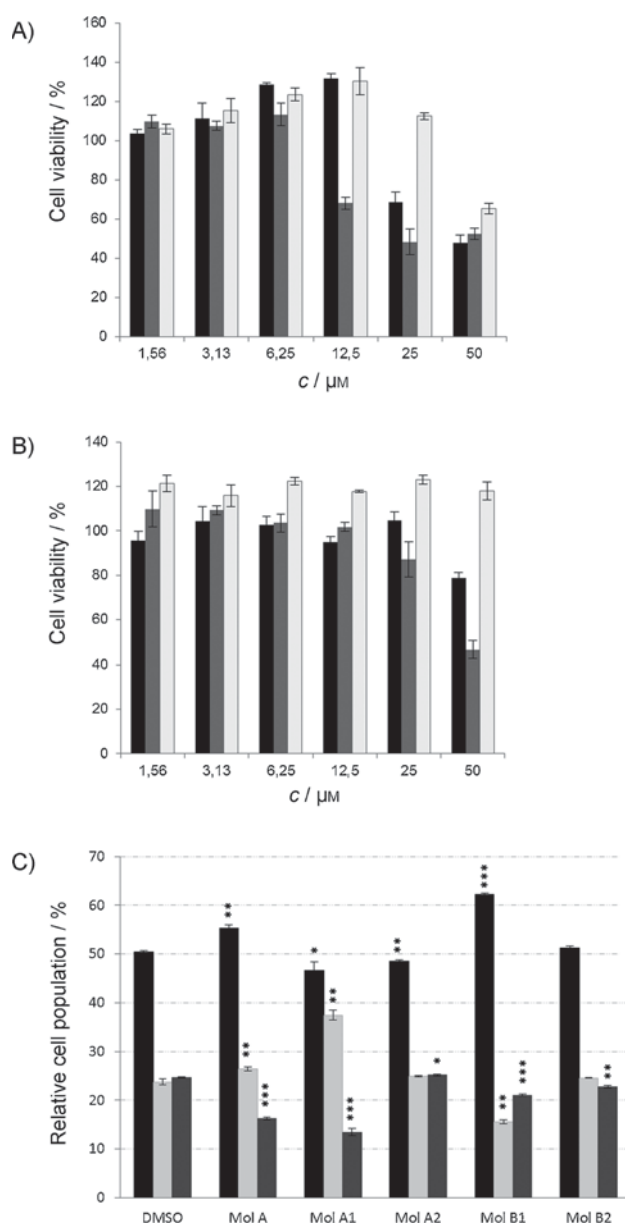 A)
Cell viability / %
160
140
120
100
80
60
40
20
0
1,56 3,13 6,25 12,5 25 50
c / μM
B)
Cell viability / %
140
120
100
80
60
40
20
0
1,56 3,13 6,25 12,5 25 50
c / μM
C)
Relative cell population / %
70
60
50
40
30
20
10
0
** ** *** * ** *** ** * *** ** *** **
DMSO Mol A Mol A1 Mol A2 Mol B1 Mol B2